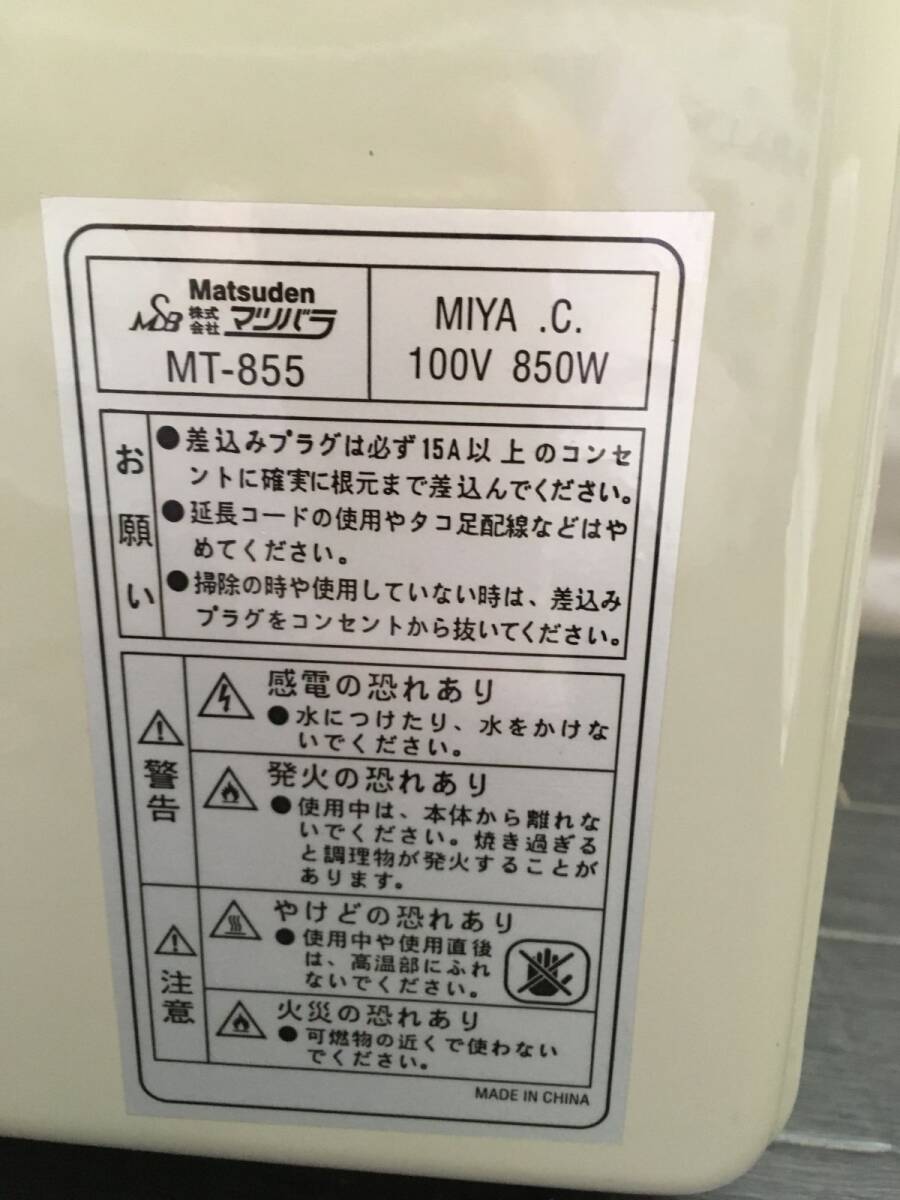 Matsuden
MSB 株式会社 マツバラ
MT-855
MIYA .C.
100V 850W
お願い
●差込みプラグは必ず15A以上のコンセ
ントに確実に根元まで差込んでください。
●延長コードの使用やタコ足配線などはや
めてください。
●掃除の時や使用していない時は、差込み
プラグをコンセントから抜いてください。
警告
感電の恐れあり
●水につけたり、水をかけな
いでください。
発火の恐れあり
●使用中は、本体から離れな
いでください。焼き過ぎる
と調理物が発火することが
あります。
注意
やけどの恐れあり
●使用中や使用直後
は、高温部にふれ
ないでください。
火災の恐れあり
●可燃物の近くで使わない
でください。
MADE IN CHINA